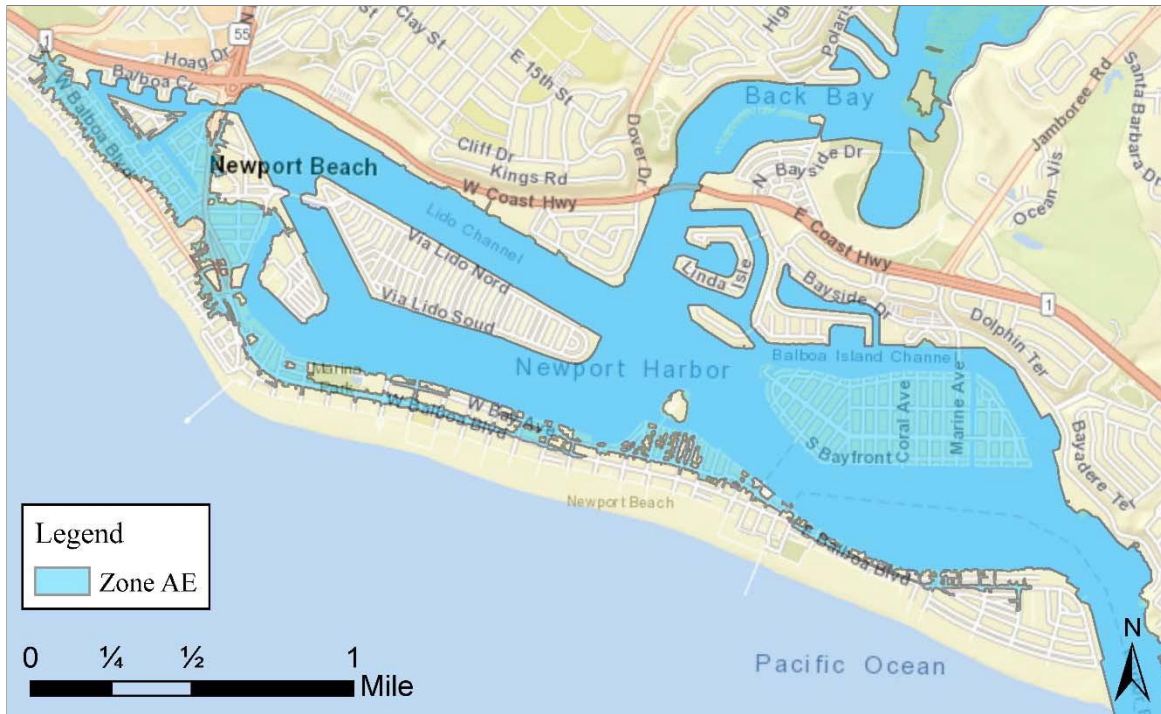 1
55
N
Hoag Dr
Balboa Cv
W Balboa Blvd
Clay St
E 15th St
High
Polaris
Back Bay
Jamboree Rd
Santa Barbara Dr
Dover Dr
Cliff Dr
Kings Rd
W Coast Hwy
Newport Beach
Lido Channel
N
Bayside Dr
Ocean Vis
E Coast Hwy
Via Lido Nord
Via Lido Soud
Linda Isle
Bayside Dr
1
Dolphin Ter
Newport Harbor
Balboa Island Channel
Marina
Park
W Bay Ave
W Balboa Blvd
Coral Ave
Marine Ave
S Bayfront
Bayadere Te
Newport Beach
E Balboa Blvd
Legend
Zone AE
0 ¼ ½ 1
Mile
Pacific Ocean
N